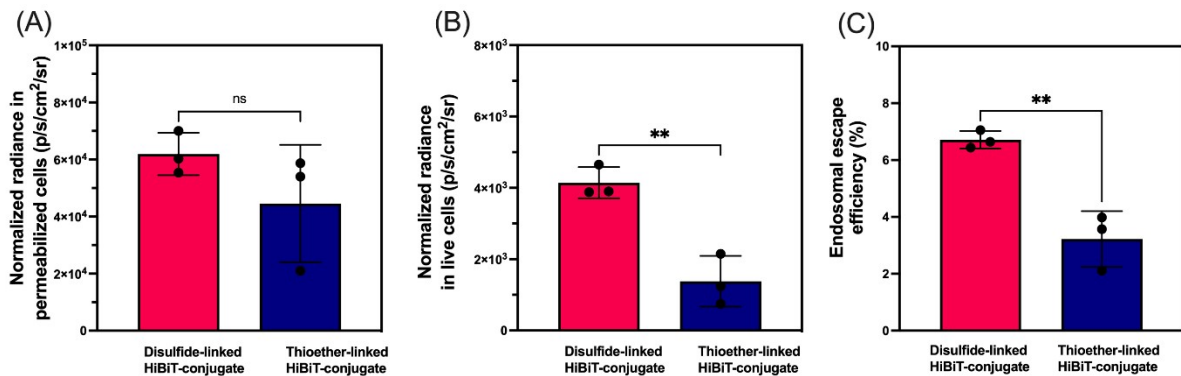 (A)
Normalized radiance in
permeabilized cells (p/s/cm²/sr)
1×10⁵
8×10⁴
6×10⁴
4×10⁴
2×10⁴
0
ns
Disulfide-linked
HiBiT-conjugate
Thioether-linked
HiBiT-conjugate
(B)
Normalized radiance
in live cells (p/s/cm²/sr)
8×10³
6×10³
4×10³
2×10³
0
**
Disulfide-linked
HiBiT-conjugate
Thioether-linked
HiBiT-conjugate
(C)
Endosomal escape
efficiency (%)
10
8
6
4
2
0
**
Disulfide-linked
HiBiT-conjugate
Thioether-linked
HiBiT-conjugate